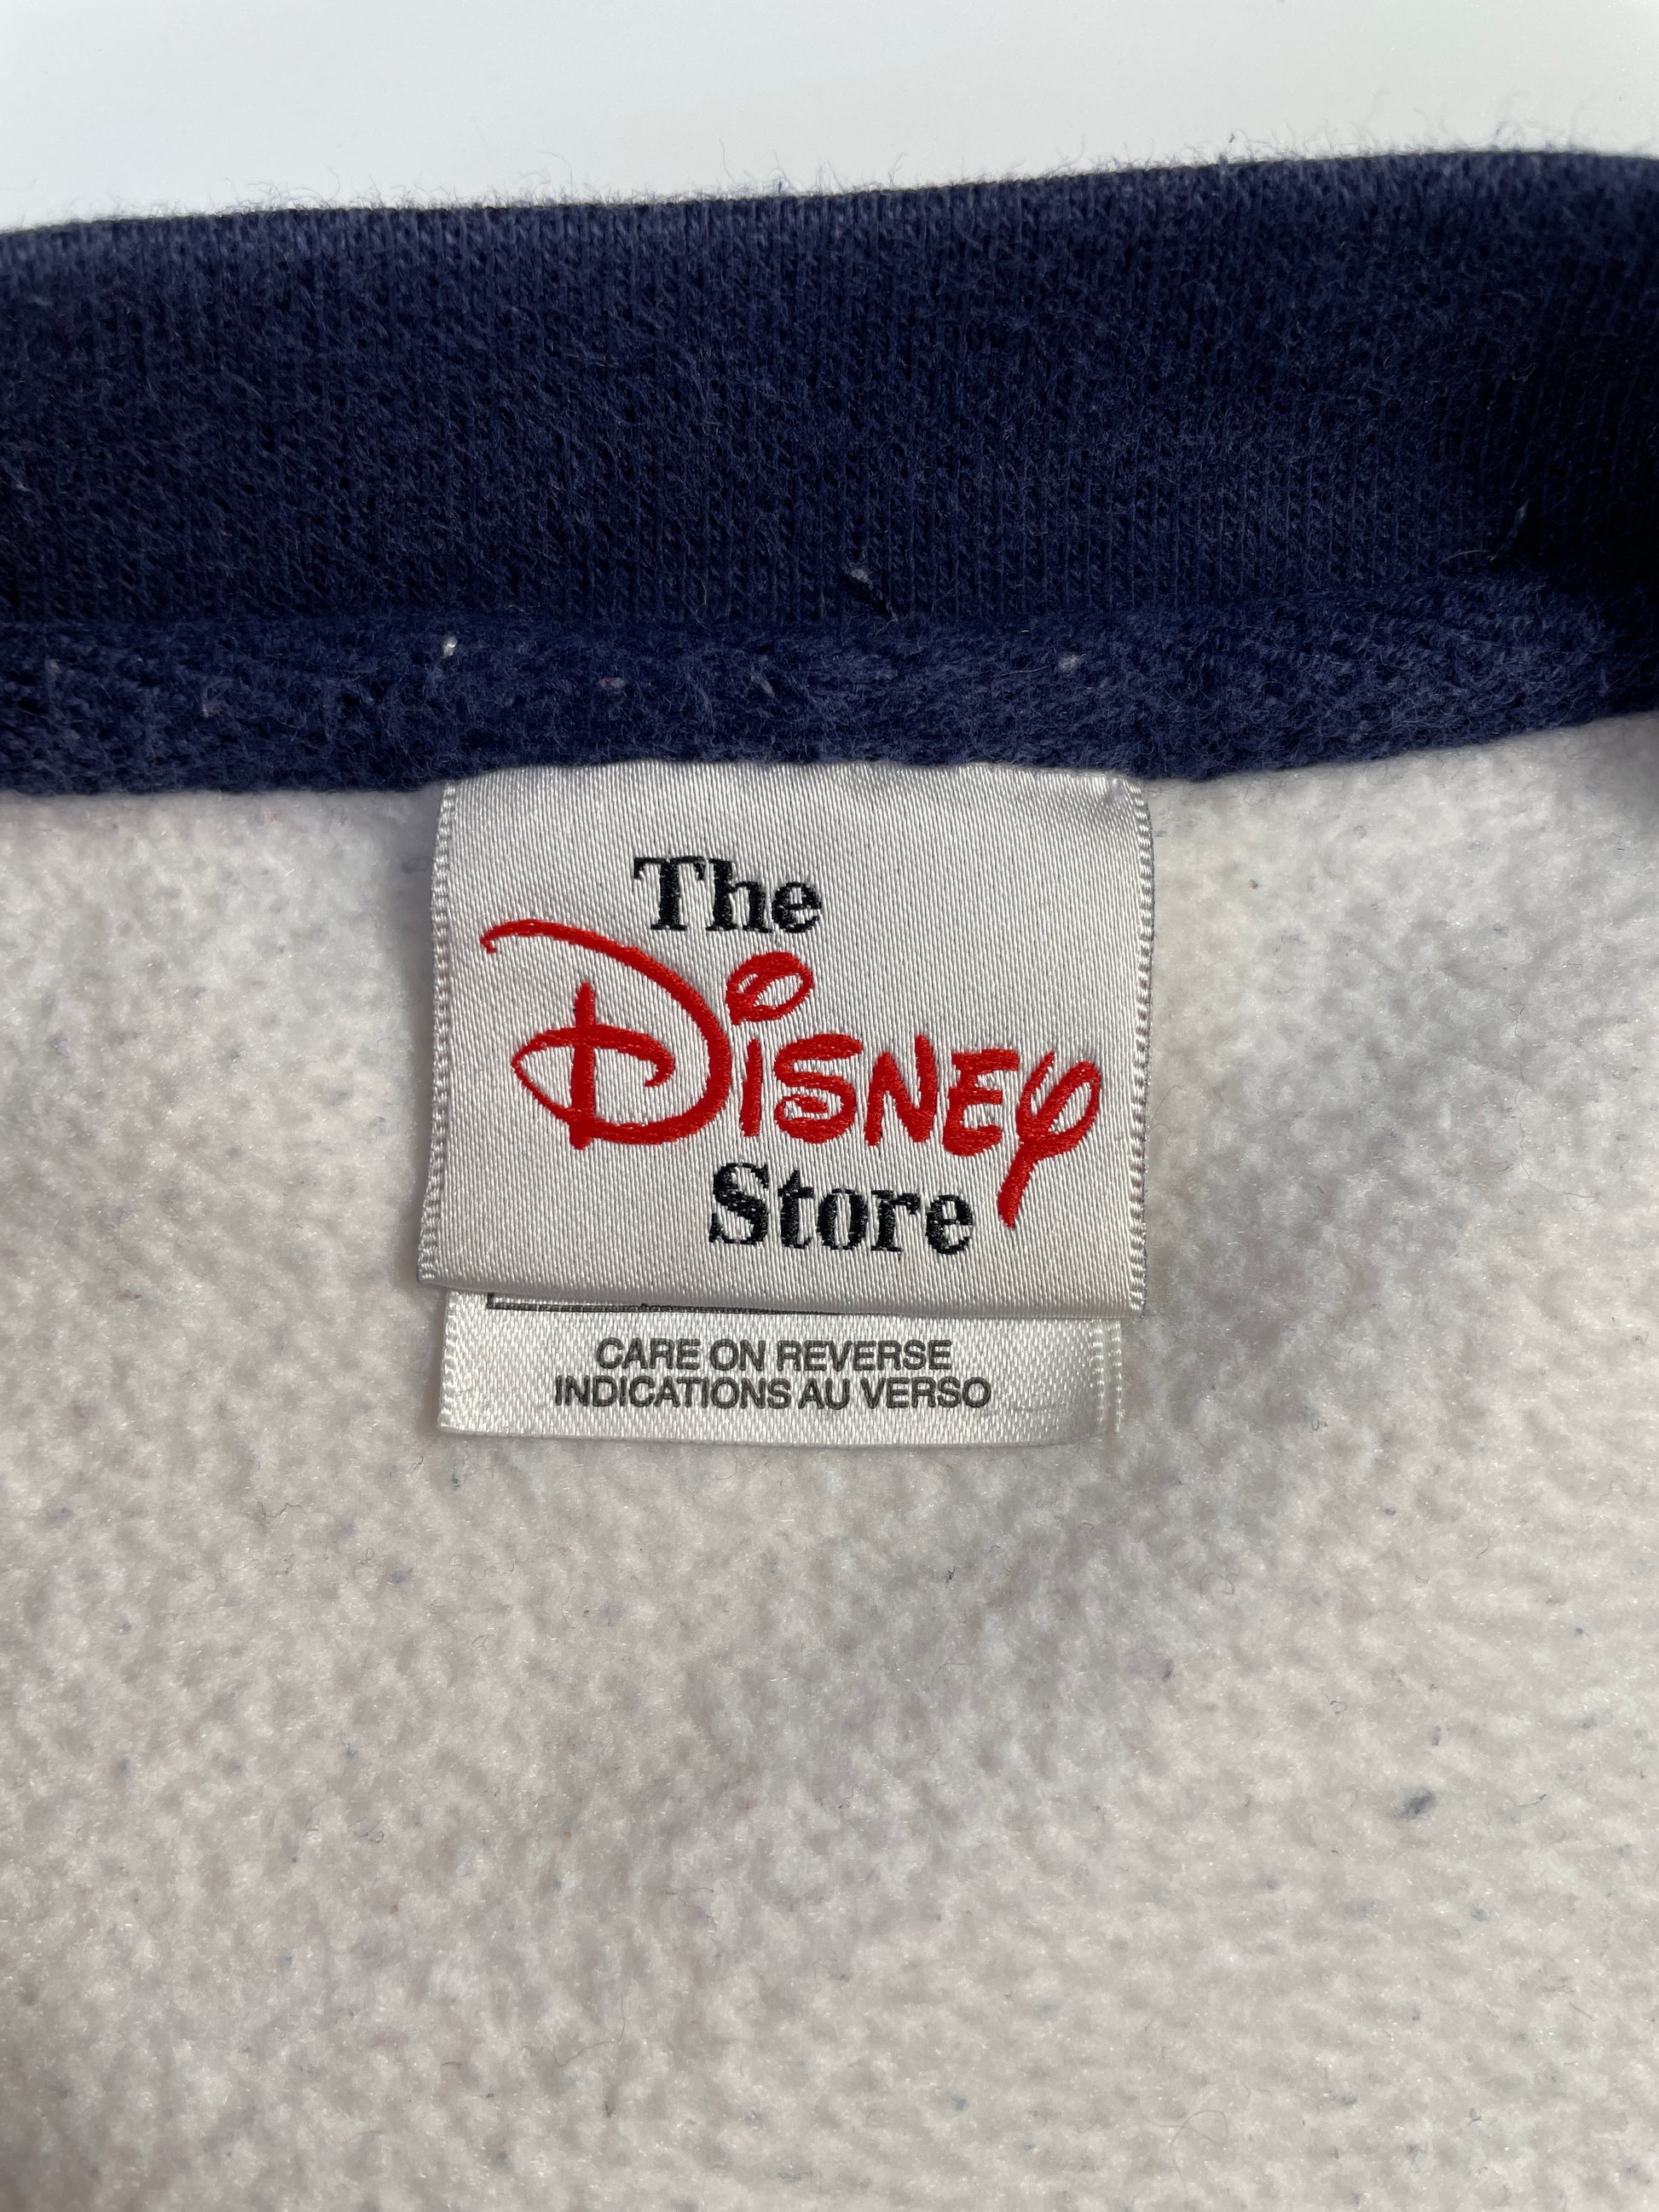 The
Disney
Store
CARE ON REVERSE
INDICATIONS AU VERSO